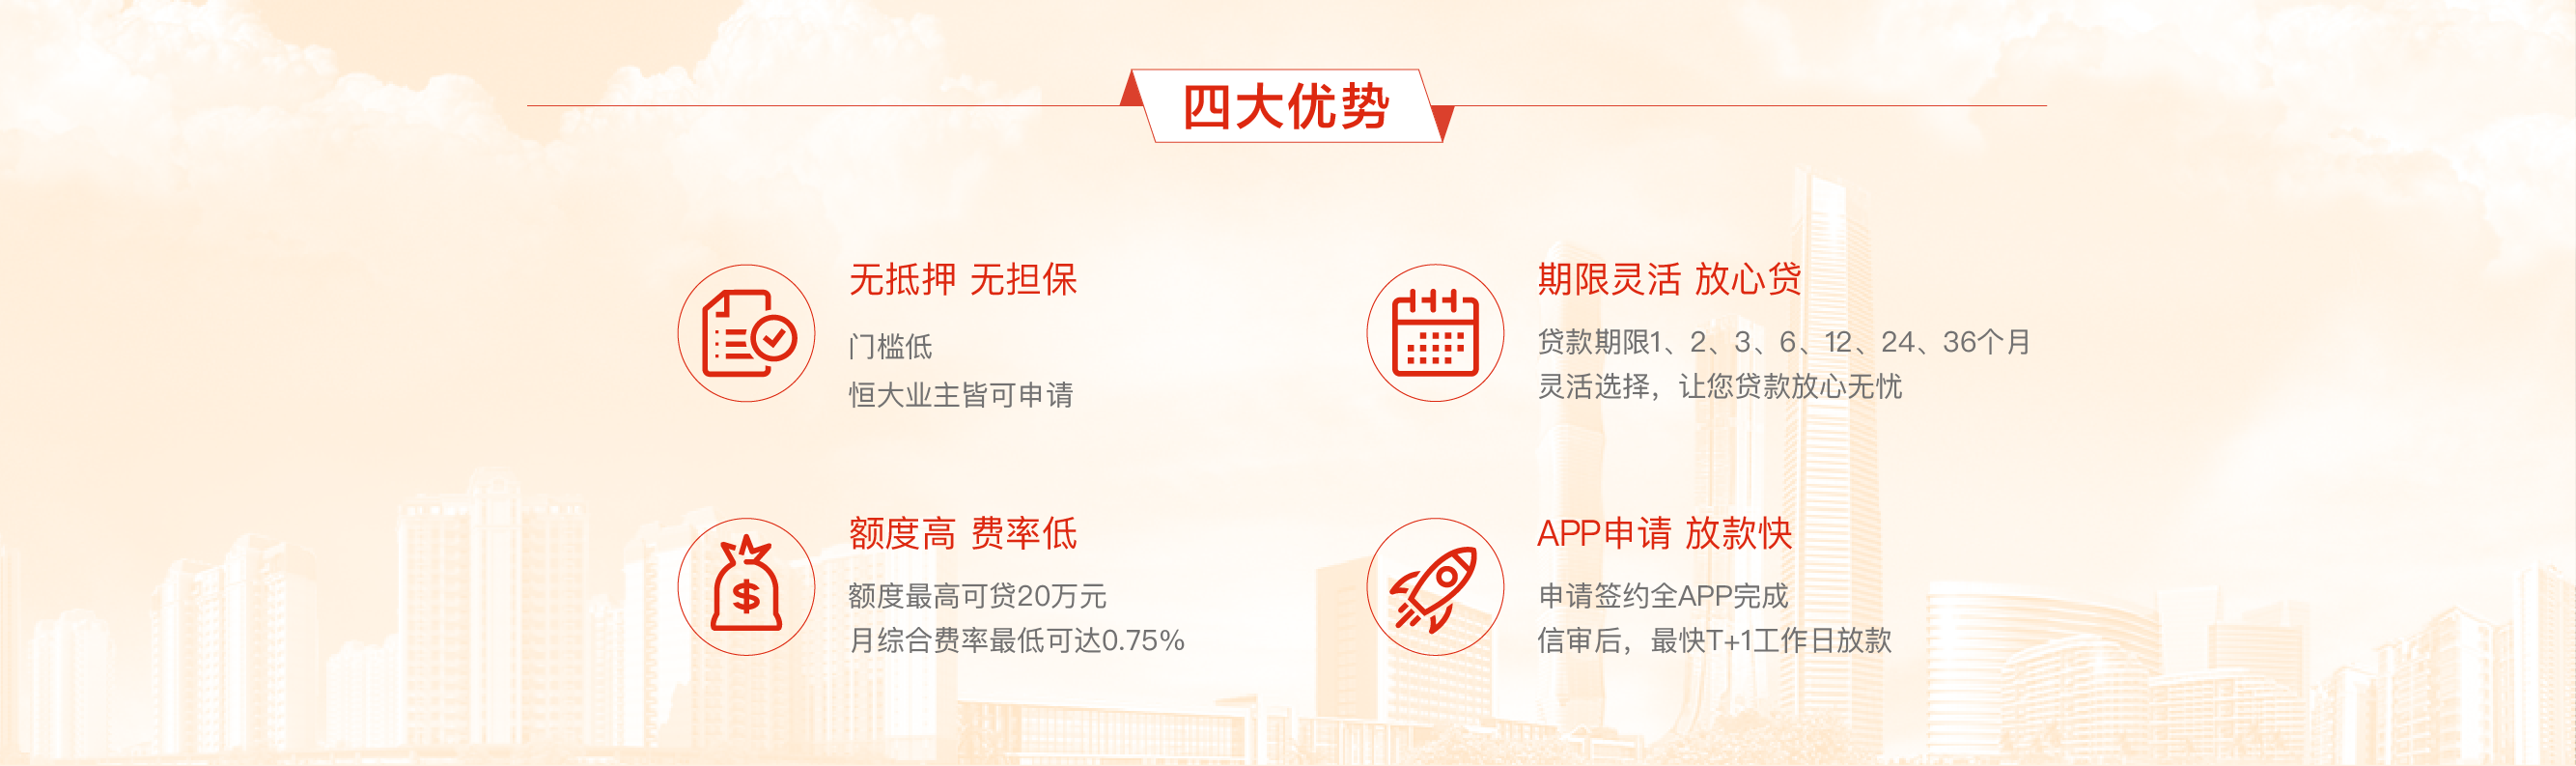 四大优势
无抵押 无担保
门槛低
恒大业主皆可申请
期限灵活 放心贷
贷款期限1、2、3、6、12、24、36个月
灵活选择，让您贷款放心无忧
额度高 费率低
额度最高可贷20万元
月综合费率最低可达0.75%
APP申请 放款快
申请签约全APP完成
信审后，最快T+1工作日放款